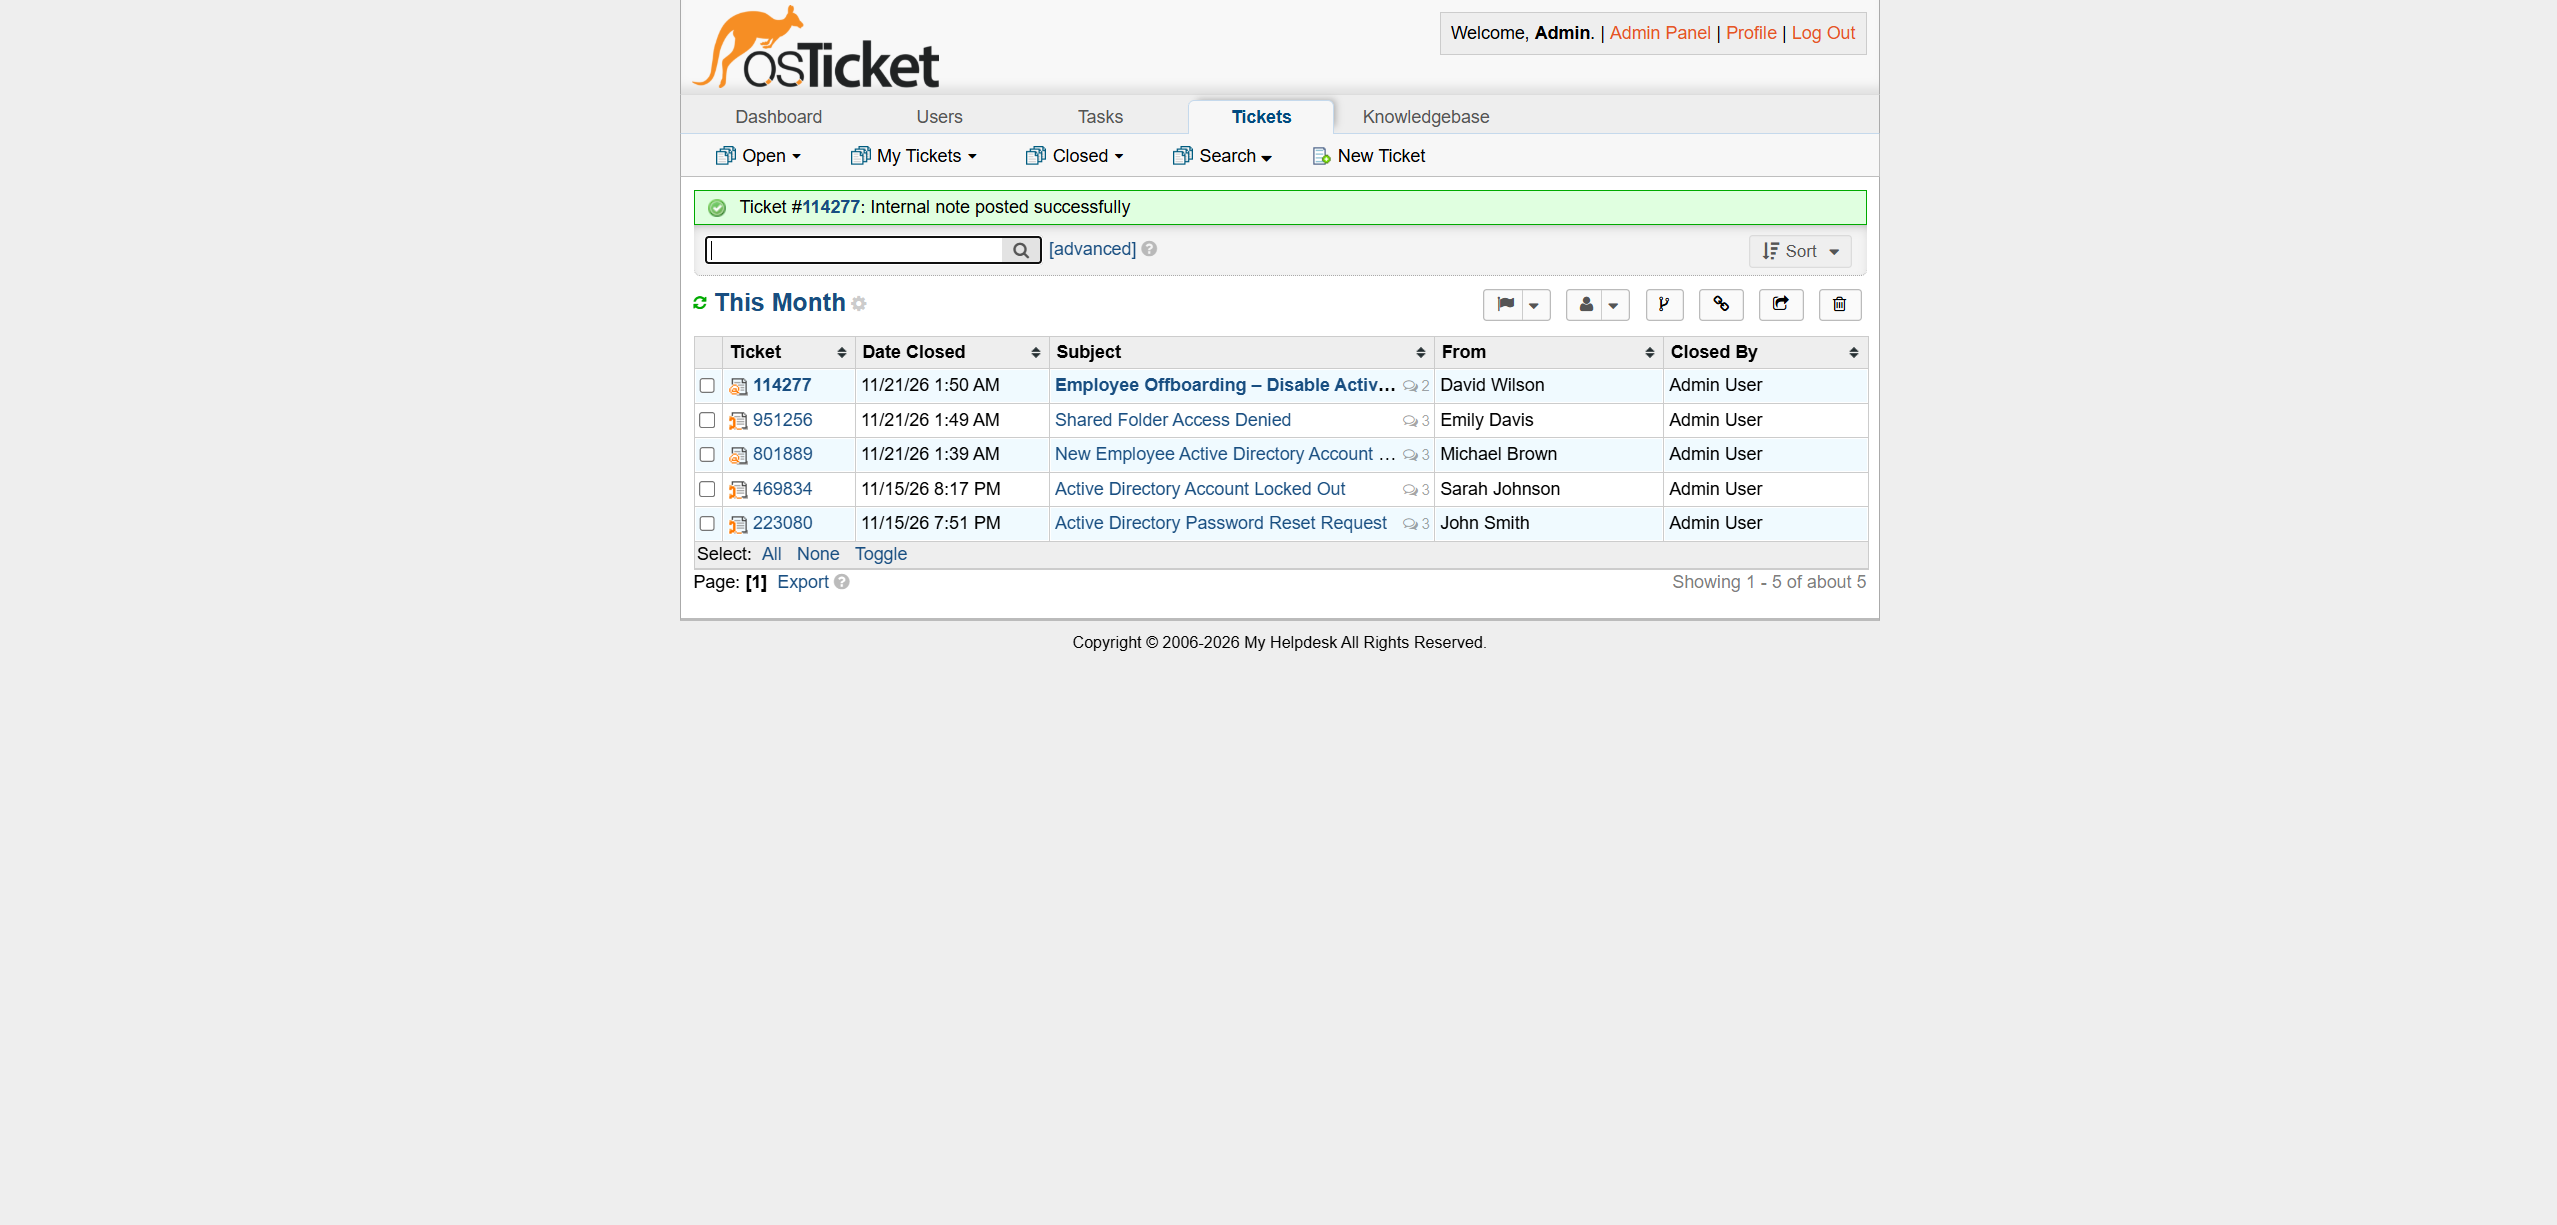 osTicket
Welcome, Admin. | Admin Panel | Profile | Log Out
Dashboard Users Tasks Tickets Knowledgebase
Open My Tickets Closed Search New Ticket
Ticket #114277: Internal note posted successfully
[advanced] ? Sort
This Month
Ticket Date Closed Subject From Closed By
114277 11/21/26 1:50 AM Employee Offboarding – Disable Activ... 2 David Wilson Admin User
951256 11/21/26 1:49 AM Shared Folder Access Denied 3 Emily Davis Admin User
801889 11/21/26 1:39 AM New Employee Active Directory Account ... 3 Michael Brown Admin User
469834 11/15/26 8:17 PM Active Directory Account Locked Out 3 Sarah Johnson Admin User
223080 11/15/26 7:51 PM Active Directory Password Reset Request 3 John Smith Admin User
Select: All None Toggle
Page: [1] Export ? Showing 1 - 5 of about 5
Copyright © 2006-2026 My Helpdesk All Rights Reserved.